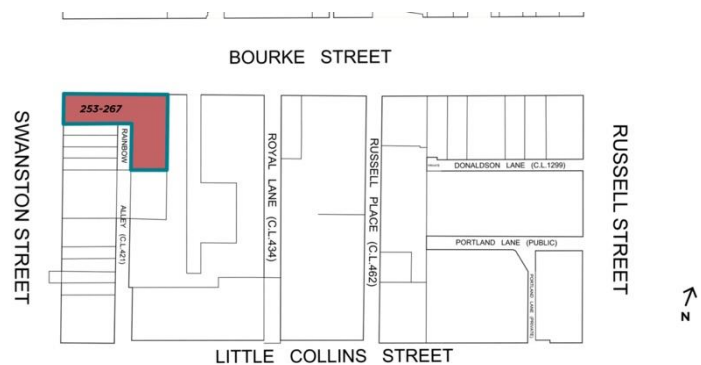 BOURKE STREET
253-267
SWANSTON STREET
RAINBOW
ALLEY (C.L.421)
ROYAL LANE (C.L.434)
RUSSELL PLACE (C.L.462)
DONALDSON LANE (C.L.1299)
PORTLAND LANE (PUBLIC)
PORTLAND LANE (PRIVATE)
RUSSELL STREET
N
LITTLE COLLINS STREET